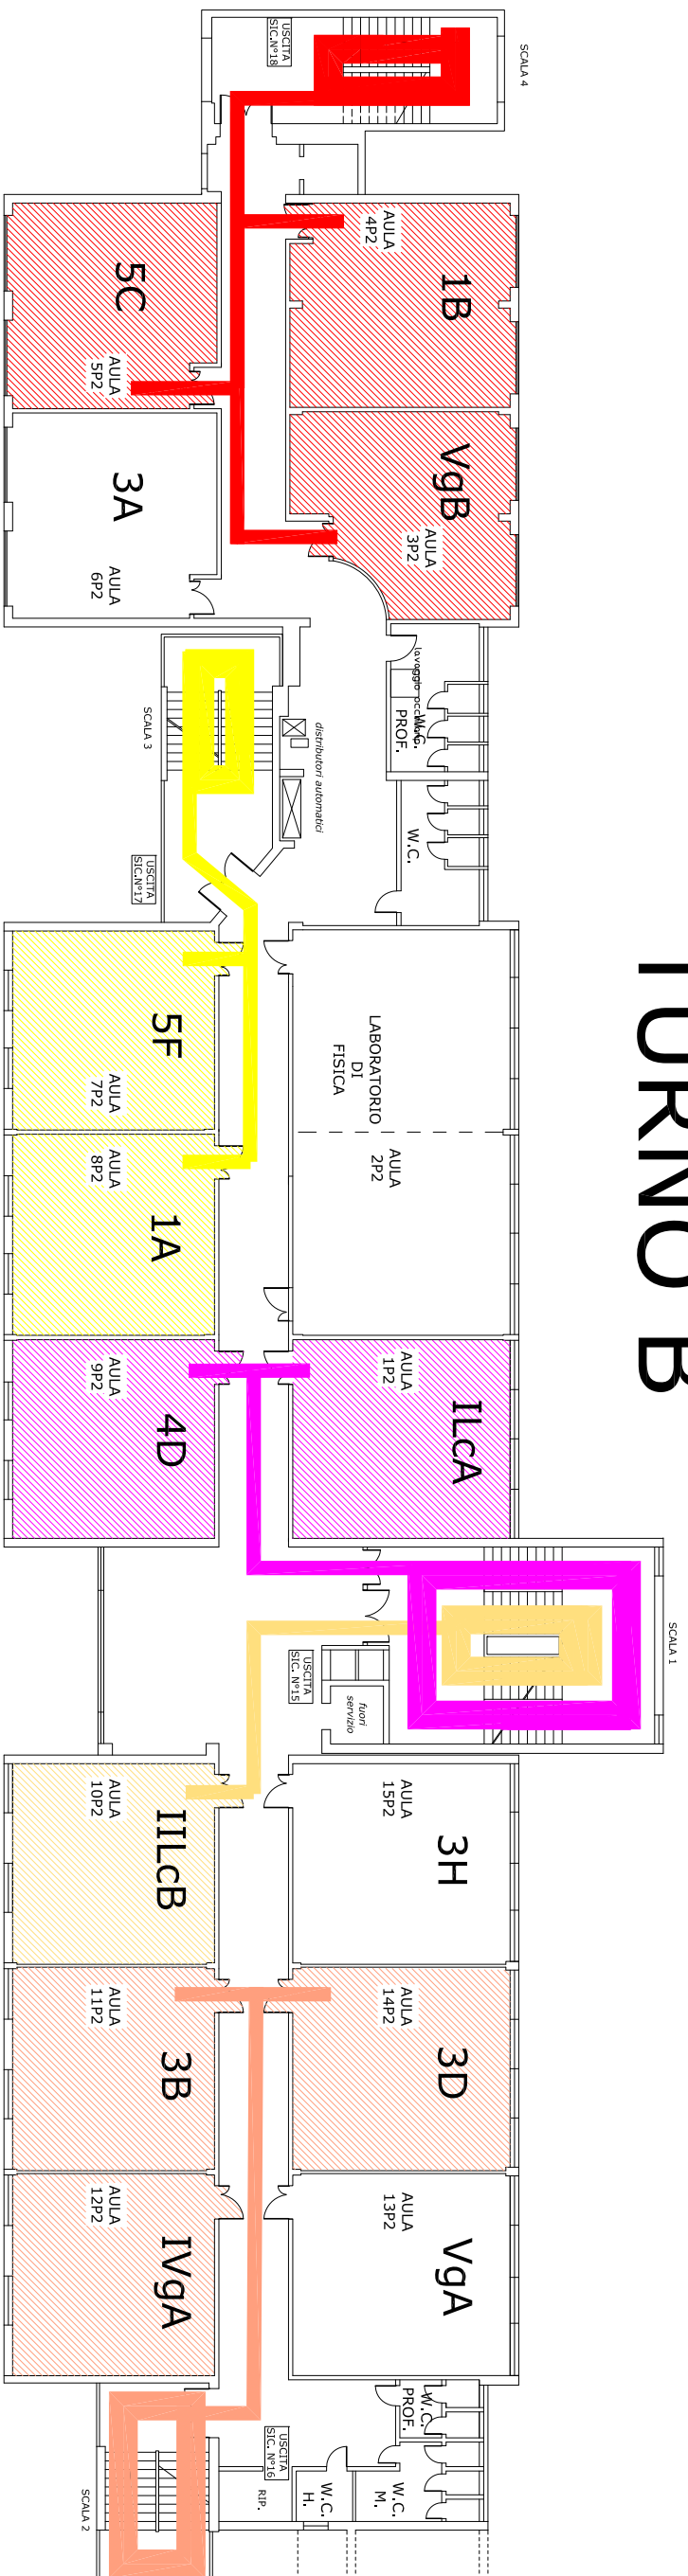 TURNO B
SCALA 4
USCITA
SIC.N°18
AULA
4P2
1B
5C
AULA
5P2
VgB
AULA
3P2
3A
AULA
6P2
W.C.
PROF.
SCALA 3
distributori automatici
W.C.
USCITA
SIC.N°17
5F
AULA
7P2
LABORATORIO
DI
FISICA
AULA
2P2
AULA
8P2
1A
AULA
9P2
4D
AULA
1P2
ILcA
SCALA 1
USCITA
SIC. N°15
fuori
servizio
AULA
10P2
IILcB
AULA
15P2
3H
AULA
11P2
3B
AULA
14P2
3D
AULA
12P2
IVgA
AULA
13P2
VgA
W.C.
PROF.
USCITA
SIC. N°16
SCALA 2
RIP.
W.C.
H.
W.C.
M.